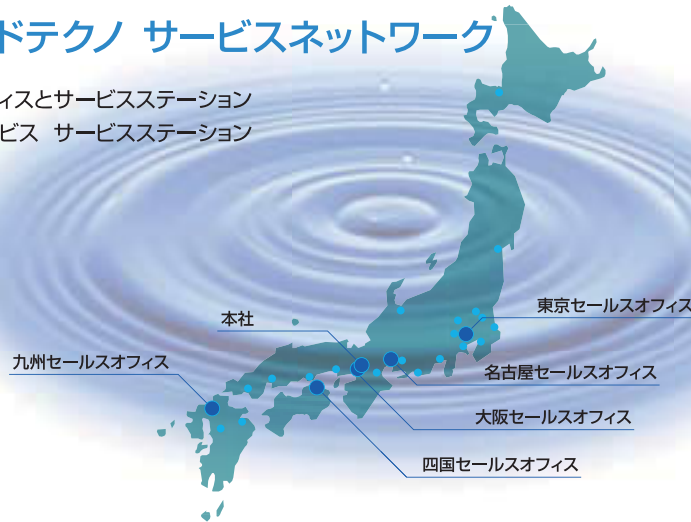 ドテクノ サービスネットワーク
ィスとサービスステーション
ビス サービスステーション
東京セールスオフィス
本社
九州セールスオフィス
名古屋セールスオフィス
大阪セールスオフィス
四国セールスオフィス